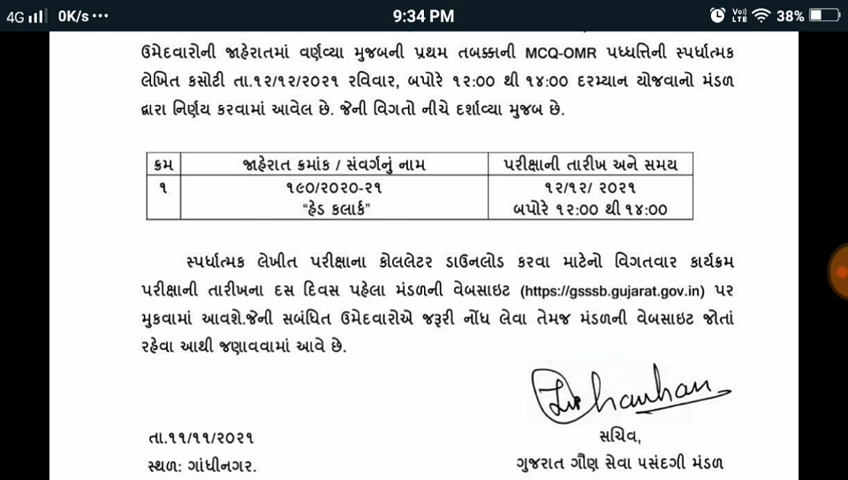 4G 0K/s ••• 9:34 PM VoJ LTE 38%
ઉમેદવારોની જાહેરાતમાં વર્ણવ્યા મુજબની પ્રથમ તબક્કાની MCQ-OMR પધ્ધતિની સ્પર્ધાત્મક
લેખિત કસોટી તા.૧૨/૧૨/૨૦૨૧ રવિવાર, બપોરે ૧૨:૦૦ થી ૧૪:૦૦ દરમ્યાન યોજવાનો મંડળ
દ્વારા નિર્ણય કરવામાં આવેલ છે. જેની વિગતો નીચે દર્શાવ્યા મુજબ છે.
ક્રમ જાહેરાત ક્રમાંક / સંવર્ગનું નામ પરીક્ષાની તારીખ અને સમય
૧ ૧૯૦/૨૦૨૦-૨૧ ૧૨/૧૨/ ૨૦૨૧
“હેડ કલાર્ક” બપોરે ૧૨:૦૦ થી ૧૪:૦૦
સ્પર્ધાત્મક લેખીત પરીક્ષાના કોલલેટર ડાઉનલોડ કરવા માટેનો વિગતવાર કાર્યક્રમ
પરીક્ષાની તારીખના દસ દિવસ પહેલા મંડળની વેબસાઇટ (https://gsssb.gujarat.gov.in) પર
મુકવામાં આવશે.જેની સબંધિત ઉમેદવારોએ જરૂરી નોંધ લેવા તેમજ મંડળની વેબસાઇટ જોતાં
રહેવા આથી જણાવવામાં આવે છે.
તા.૧૧/૧૧/૨૦૨૧ સચિવ,
સ્થળ: ગાંધીનગર. ગુજરાત ગૌણ સેવા પસંદગી મંડળ